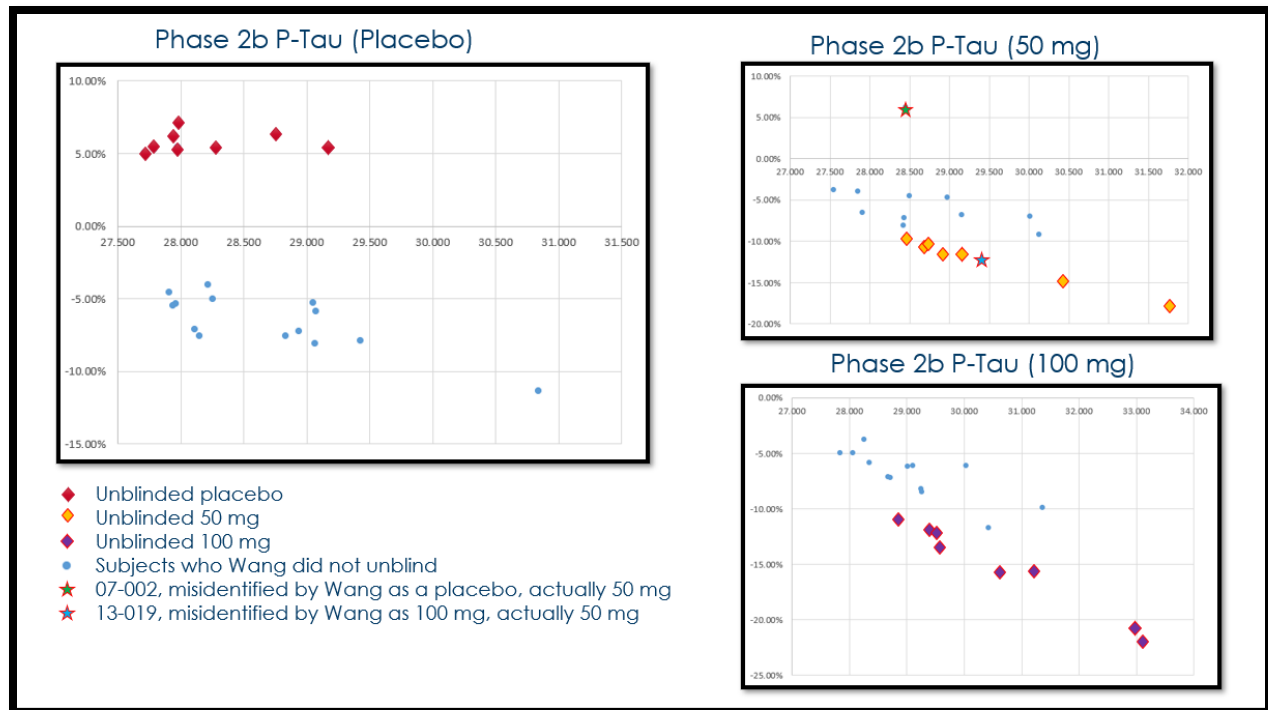 Phase 2b P-Tau (Placebo)
10.00%
5.00%
0.00%
27.500 28.000 28.500 29.000 29.500 30.000 30.500 31.000 31.500
-5.00%
-10.00%
-15.00%
Unblinded placebo
Unblinded 50 mg
Unblinded 100 mg
Subjects who Wang did not unblind
07-002, misidentified by Wang as a placebo, actually 50 mg
13-019, misidentified by Wang as 100 mg, actually 50 mg
Phase 2b P-Tau (50 mg)
10.00%
5.00%
0.00%
27.000 27.500 28.000 28.500 29.000 29.500 30.000 30.500 31.000 31.500 32.000
-5.00%
-10.00%
-15.00%
-20.00%
Phase 2b P-Tau (100 mg)
0.00%
27.000 28.000 29.000 30.000 31.000 32.000 33.000 34.000
-5.00%
-10.00%
-15.00%
-20.00%
-25.00%